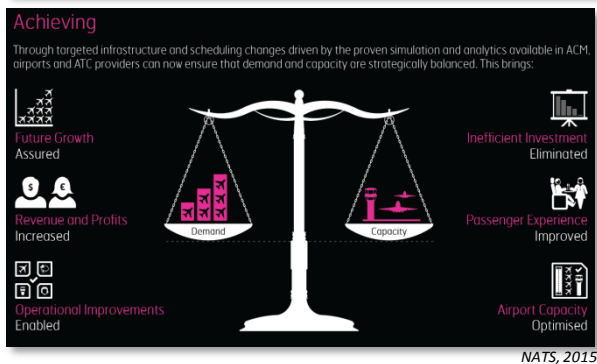 Achieving
Through targeted infrastructure and scheduling changes driven by the proven simulation and analytics available in ACM,
airports and ATC providers can now ensure that demand and capacity are strategically balanced. This brings:
Future Growth
Assured
$ €
Revenue and Profits
Increased
Operational Improvements
Enabled
Demand
Capacity
Inefficient Investment
Eliminated
Passenger Experience
Improved
Airport Capacity
Optimised
NATS, 2015